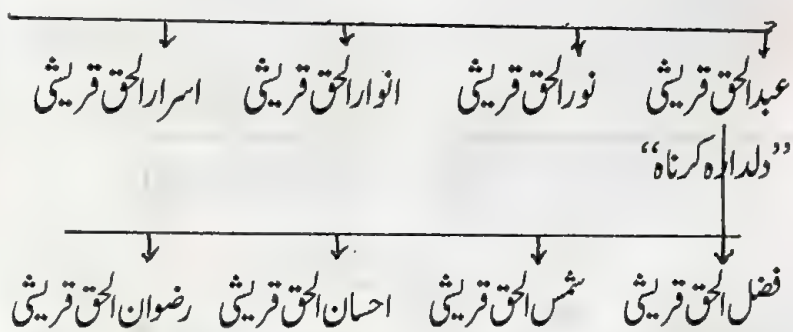 عبدالحق قریشی نورالحق قریشی انوارالحق قریشی اسرارالحق قریشی
”دلدارہ کرناہ“
فضل الحق قریشی شمس الحق قریشی احسان الحق قریشی رضوان الحق قریشی